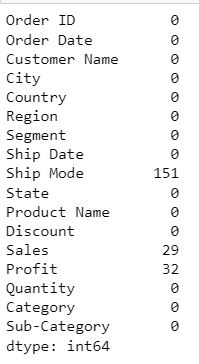 Order ID 0
Order Date 0
Customer Name 0
City 0
Country 0
Region 0
Segment 0
Ship Date 0
Ship Mode 151
State 0
Product Name 0
Discount 0
Sales 29
Profit 32
Quantity 0
Category 0
Sub-Category 0
dtype: int64